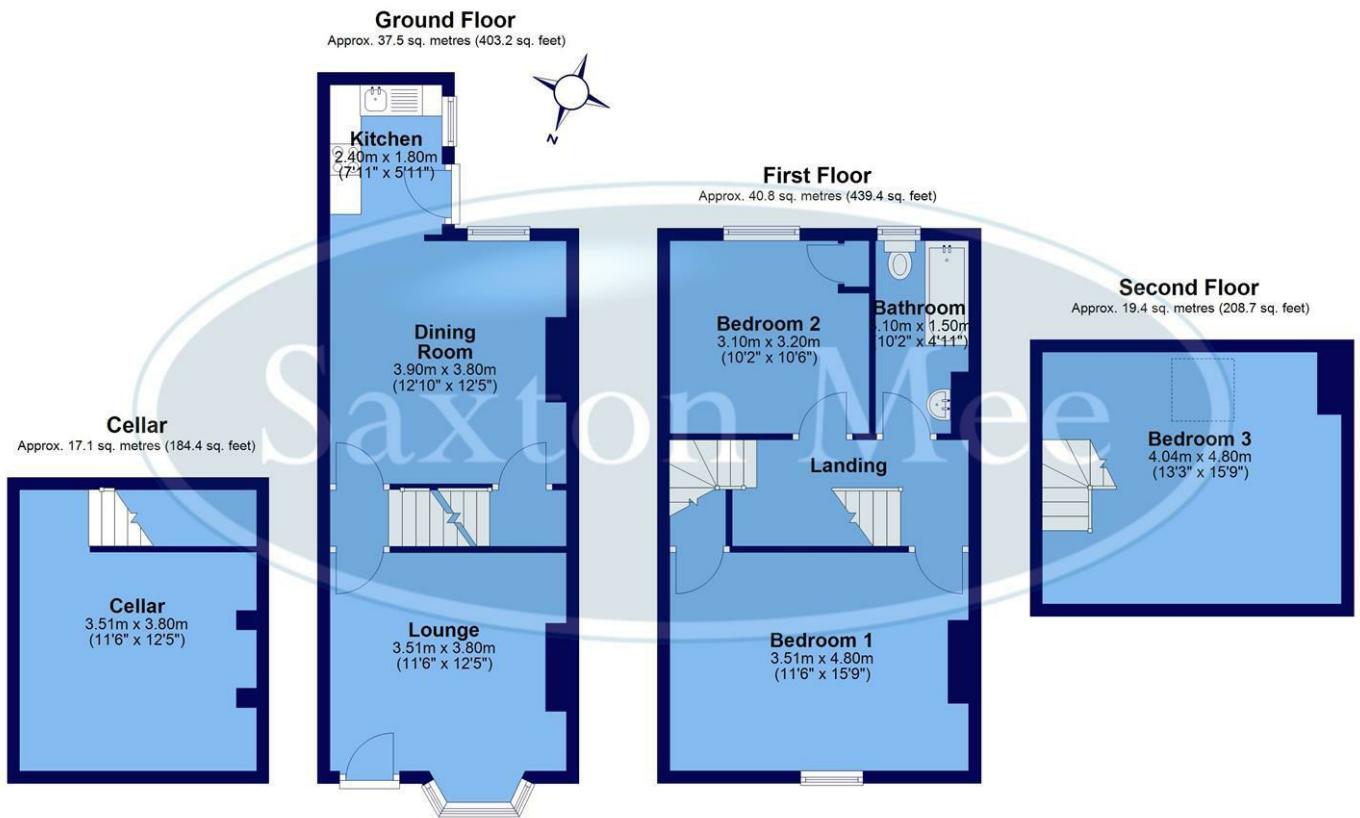 Ground Floor
Approx. 37.5 sq. metres (403.2 sq. feet)
N
Kitchen
2.40m x 1.80m
(7'11" x 5'11")
First Floor
Approx. 40.8 sq. metres (439.4 sq. feet)
Dining
Room
3.90m x 3.80m
(12'10" x 12'5")
Bedroom 2
3.10m x 3.20m
(10'2" x 10'6")
Bathroom
3.10m x 1.50m
(10'2" x 4'11")
Second Floor
Approx. 19.4 sq. metres (208.7 sq. feet)
Saxton Mee
Cellar
Approx. 17.1 sq. metres (184.4 sq. feet)
Landing
Bedroom 3
4.04m x 4.80m
(13'3" x 15'9")
Cellar
3.51m x 3.80m
(11'6" x 12'5")
Lounge
3.51m x 3.80m
(11'6" x 12'5")
Bedroom 1
3.51m x 4.80m
(11'6" x 15'9")